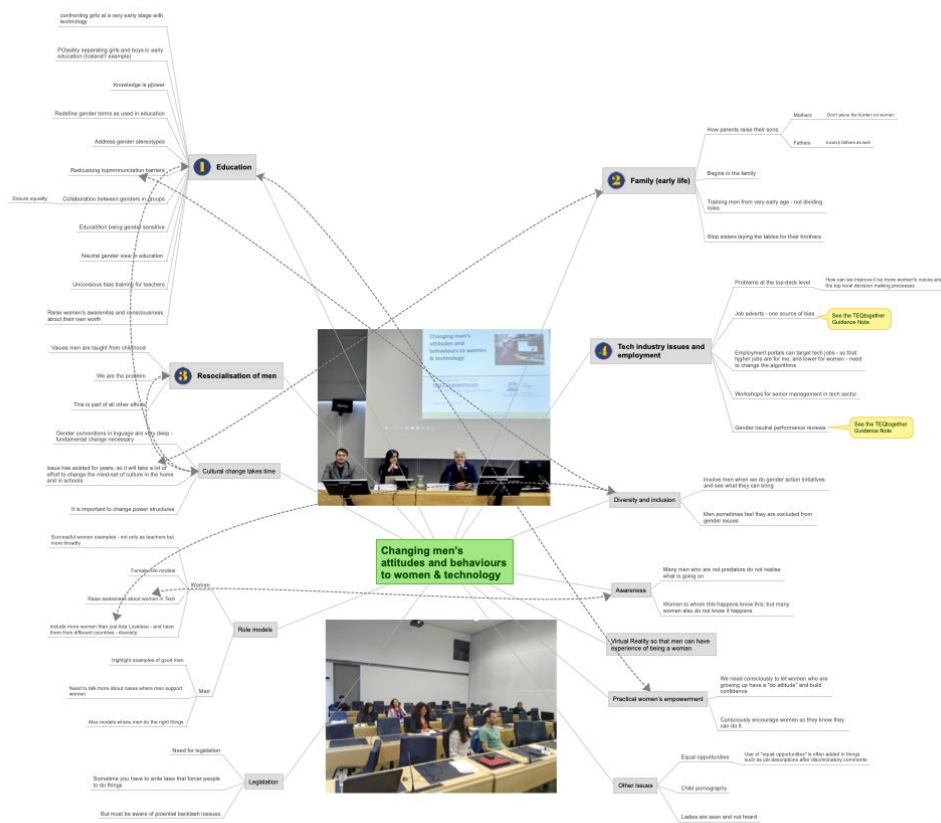 confronting girls at a very early stage with
technology
POssibly separating girls and boys in early
education (Iceland? example)
Knowledge is p[ower
Redefine gender terms as used in education
Address gender stereotypes
barriers
Ensure equality
Collaboration between genders in groups
Educatition being gender sensitive
Neutral gender view in education
Unconsious bias training for teachers
Raise women's awarenites and consciousness
about their own worth
1 Education
Values men are taught from childhood
We are the problem
This is part of all other efforts
3 Resocialisation of men
Gender conventions in lnguage are very deep -
fundamental change necessary
issue has existed for years, so it will take a lot of
effort to change the mind-set of culture in the home
and in schools
It is important to change power structures
Cultural change takes time
Successful women examples - not only as teachers but
more broadly
Female role models
Raise awareness about women in Tech
Include more women than just Ada Lovelace - and have
them from different countries - diversity
Women
Role models
Highlight examples of good men
Need to talk more about cases where men support
women
Also models where men do the right things
Men
Need for legislation
Sometime you have to write laws that forcer people
to do things
But must be aware of potential backlash issues
Legislation
Changing men's
attitudes and
behaviours to women
& technology
Changing men's
attitudes and behaviours
to women & technology
2 Family (early life)
How parents raise their sons
Mothers
Don't place the burden on women
Fathers
Involve fathers as well
Begins in the family
Training men from very early age - not dividing
roles
Stop sisters laying the tables for their brothers
4 Tech industry issues and
employment
Problems at the top-deck level
How can we improve it so more women's voices are
the top level decision making processes
Job adverts - one source of bias
See the TEQtogether
Guidance Note
Employment portals can target tech jobs - so that
higher jobs are for me, and lower for women - need
to change the algorithms
Workshops for senior management in tech sector
Gender neutral performance reviews
See the TEQtogether
Guidance Note
Diversity and inclusion
involve men when we do gender action initiatives
and see what they can bring
Men sometimes feel they are excluded from
gender issues
Awareness
Many men who are not predators do not realise
what is going on
Woman to whom this happens know this, but many
women also do not know it happens
Virtual Reality so that men can have
experience of being a woman
Practical women's empowerment
We need consciously to let women who are
growing up have a "do attitude" and build
confidence
Consciously encourage women so they know they
can do it
Other issues
Equal opportunities
Use of "equal opportunities" is often added in things
such as job descriptions after discriminatory comments
Child pornography
Ladies are seen and not heard